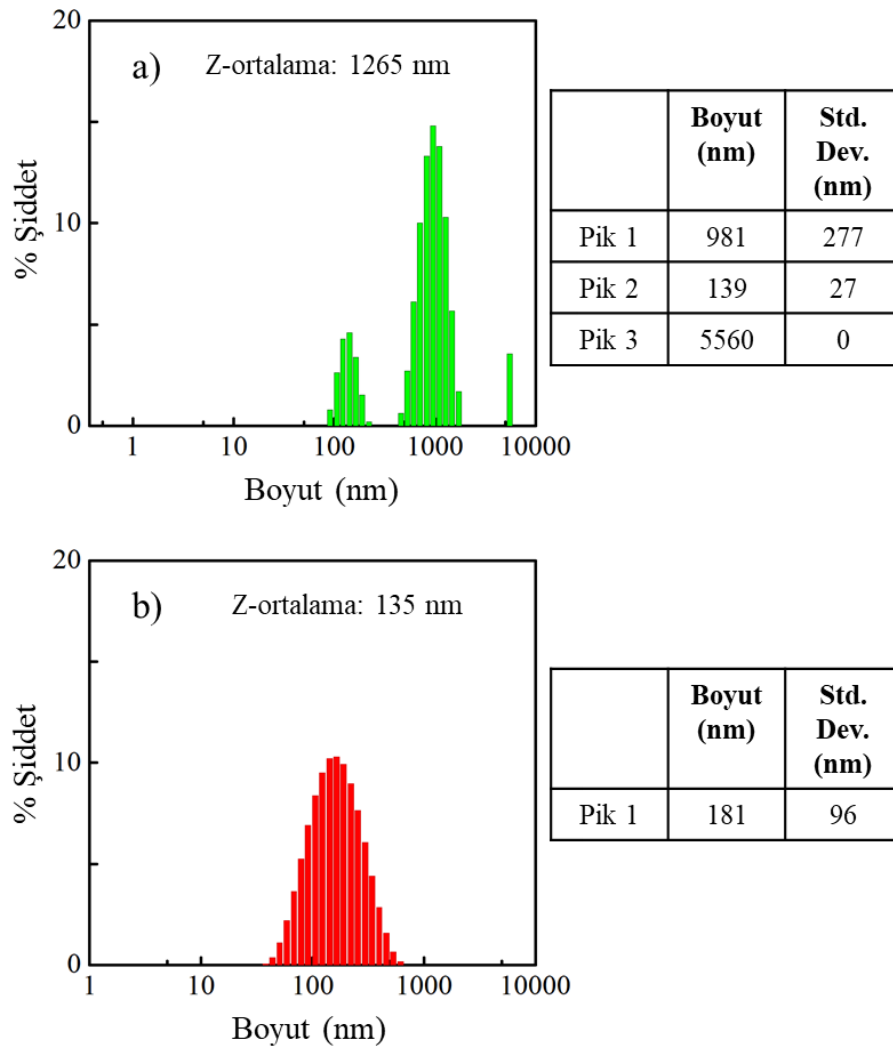 20
a)
Z-ortalama: 1265 nm
10
0
% Şiddet
1 10 100 1000 10000
Boyut (nm)
Boyut (nm) Std. Dev. (nm)
Pik 1 981 277
Pik 2 139 27
Pik 3 5560 0
20
b)
Z-ortalama: 135 nm
10
0
% Şiddet
1 10 100 1000 10000
Boyut (nm)
Boyut (nm) Std. Dev. (nm)
Pik 1 181 96